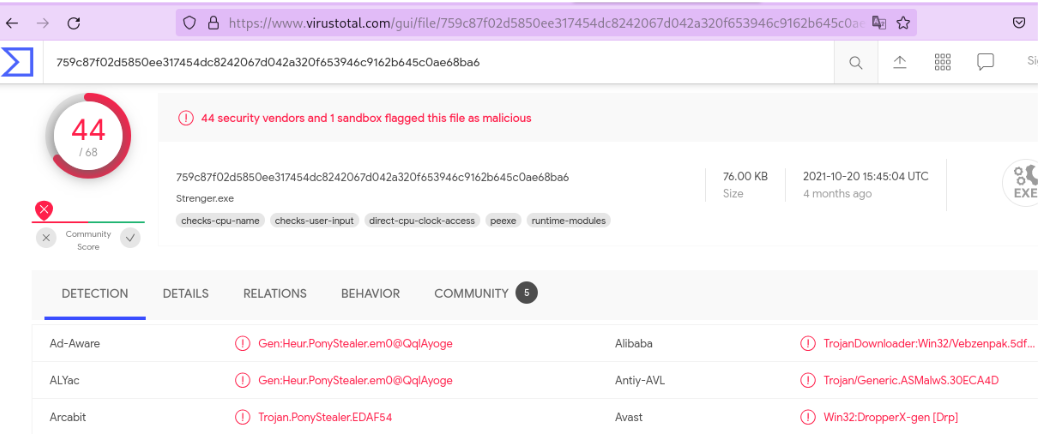 https://www.virustotal.com/gui/file/759c87f02d5850ee317454dc8242067d042a320f653946c9162b645c0ae
759c87f02d5850ee317454dc8242067d042a320f653946c9162b645c0ae68ba6
44
/ 68
44 security vendors and 1 sandbox flagged this file as malicious
759c87f02d5850ee317454dc8242067d042a320f653946c9162b645c0ae68ba6
Strenger.exe
checks-cpu-name checks-user-input direct-cpu-clock-access peexe runtime-modules
76.00 KB
Size
2021-10-20 15:45:04 UTC
4 months ago
EXE
Community
Score
DETECTION DETAILS RELATIONS BEHAVIOR COMMUNITY 5
Ad-Aware Gen:Heur.PonyStealer.em0@QqlAyoge Alibaba TrojanDownloader:Win32/Vebzenpak.5df...
ALYac Gen:Heur.PonyStealer.em0@QqlAyoge Antiy-AVL Trojan/Generic.ASMalwS.30ECA4D
Arcabit Trojan.PonyStealer.EDAF54 Avast Win32:DropperX-gen [Drp]